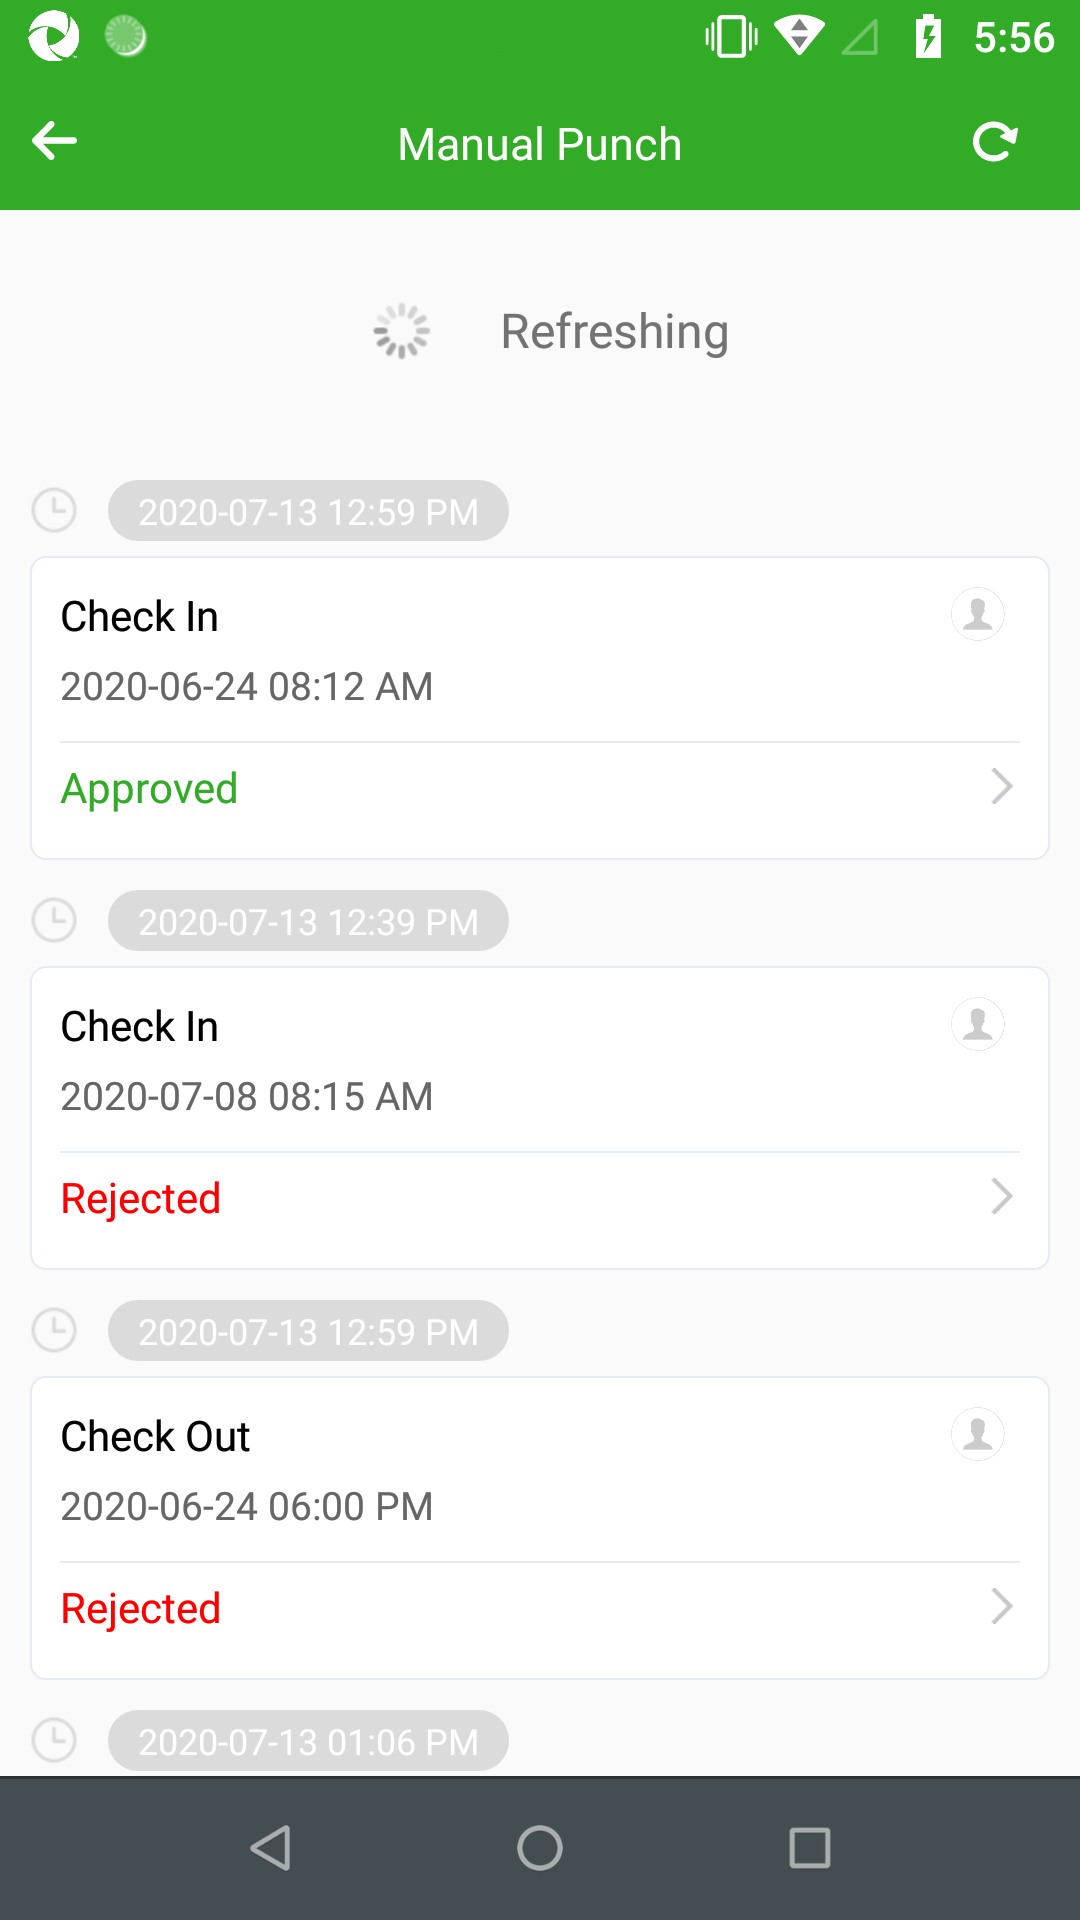 5:56
Manual Punch
Refreshing
2020-07-13 12:59 PM
Check In
2020-06-24 08:12 AM
Approved
2020-07-13 12:39 PM
Check In
2020-07-08 08:15 AM
Rejected
2020-07-13 12:59 PM
Check Out
2020-06-24 06:00 PM
Rejected
2020-07-13 01:06 PM